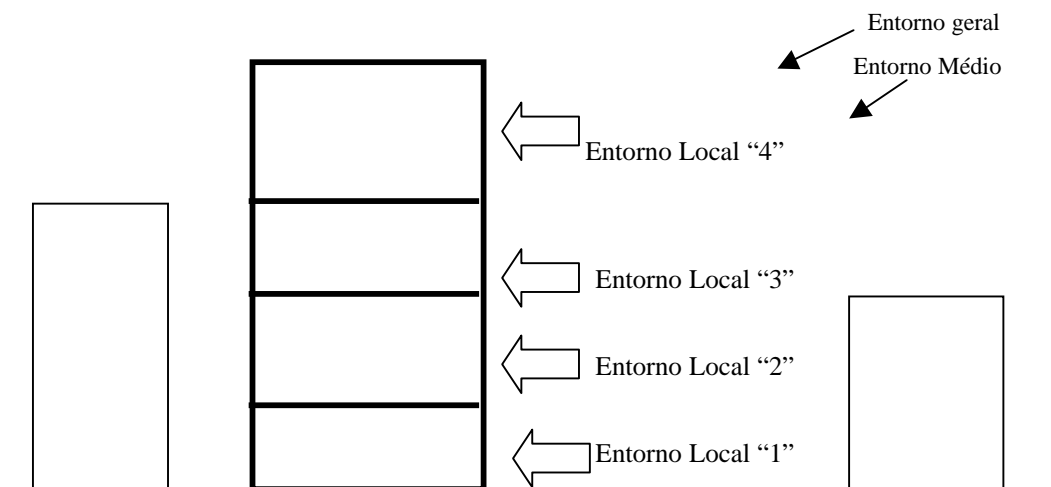 Entorno geral
Entorno Médio
Entorno Local “4”
Entorno Local “3”
Entorno Local “2”
Entorno Local “1”